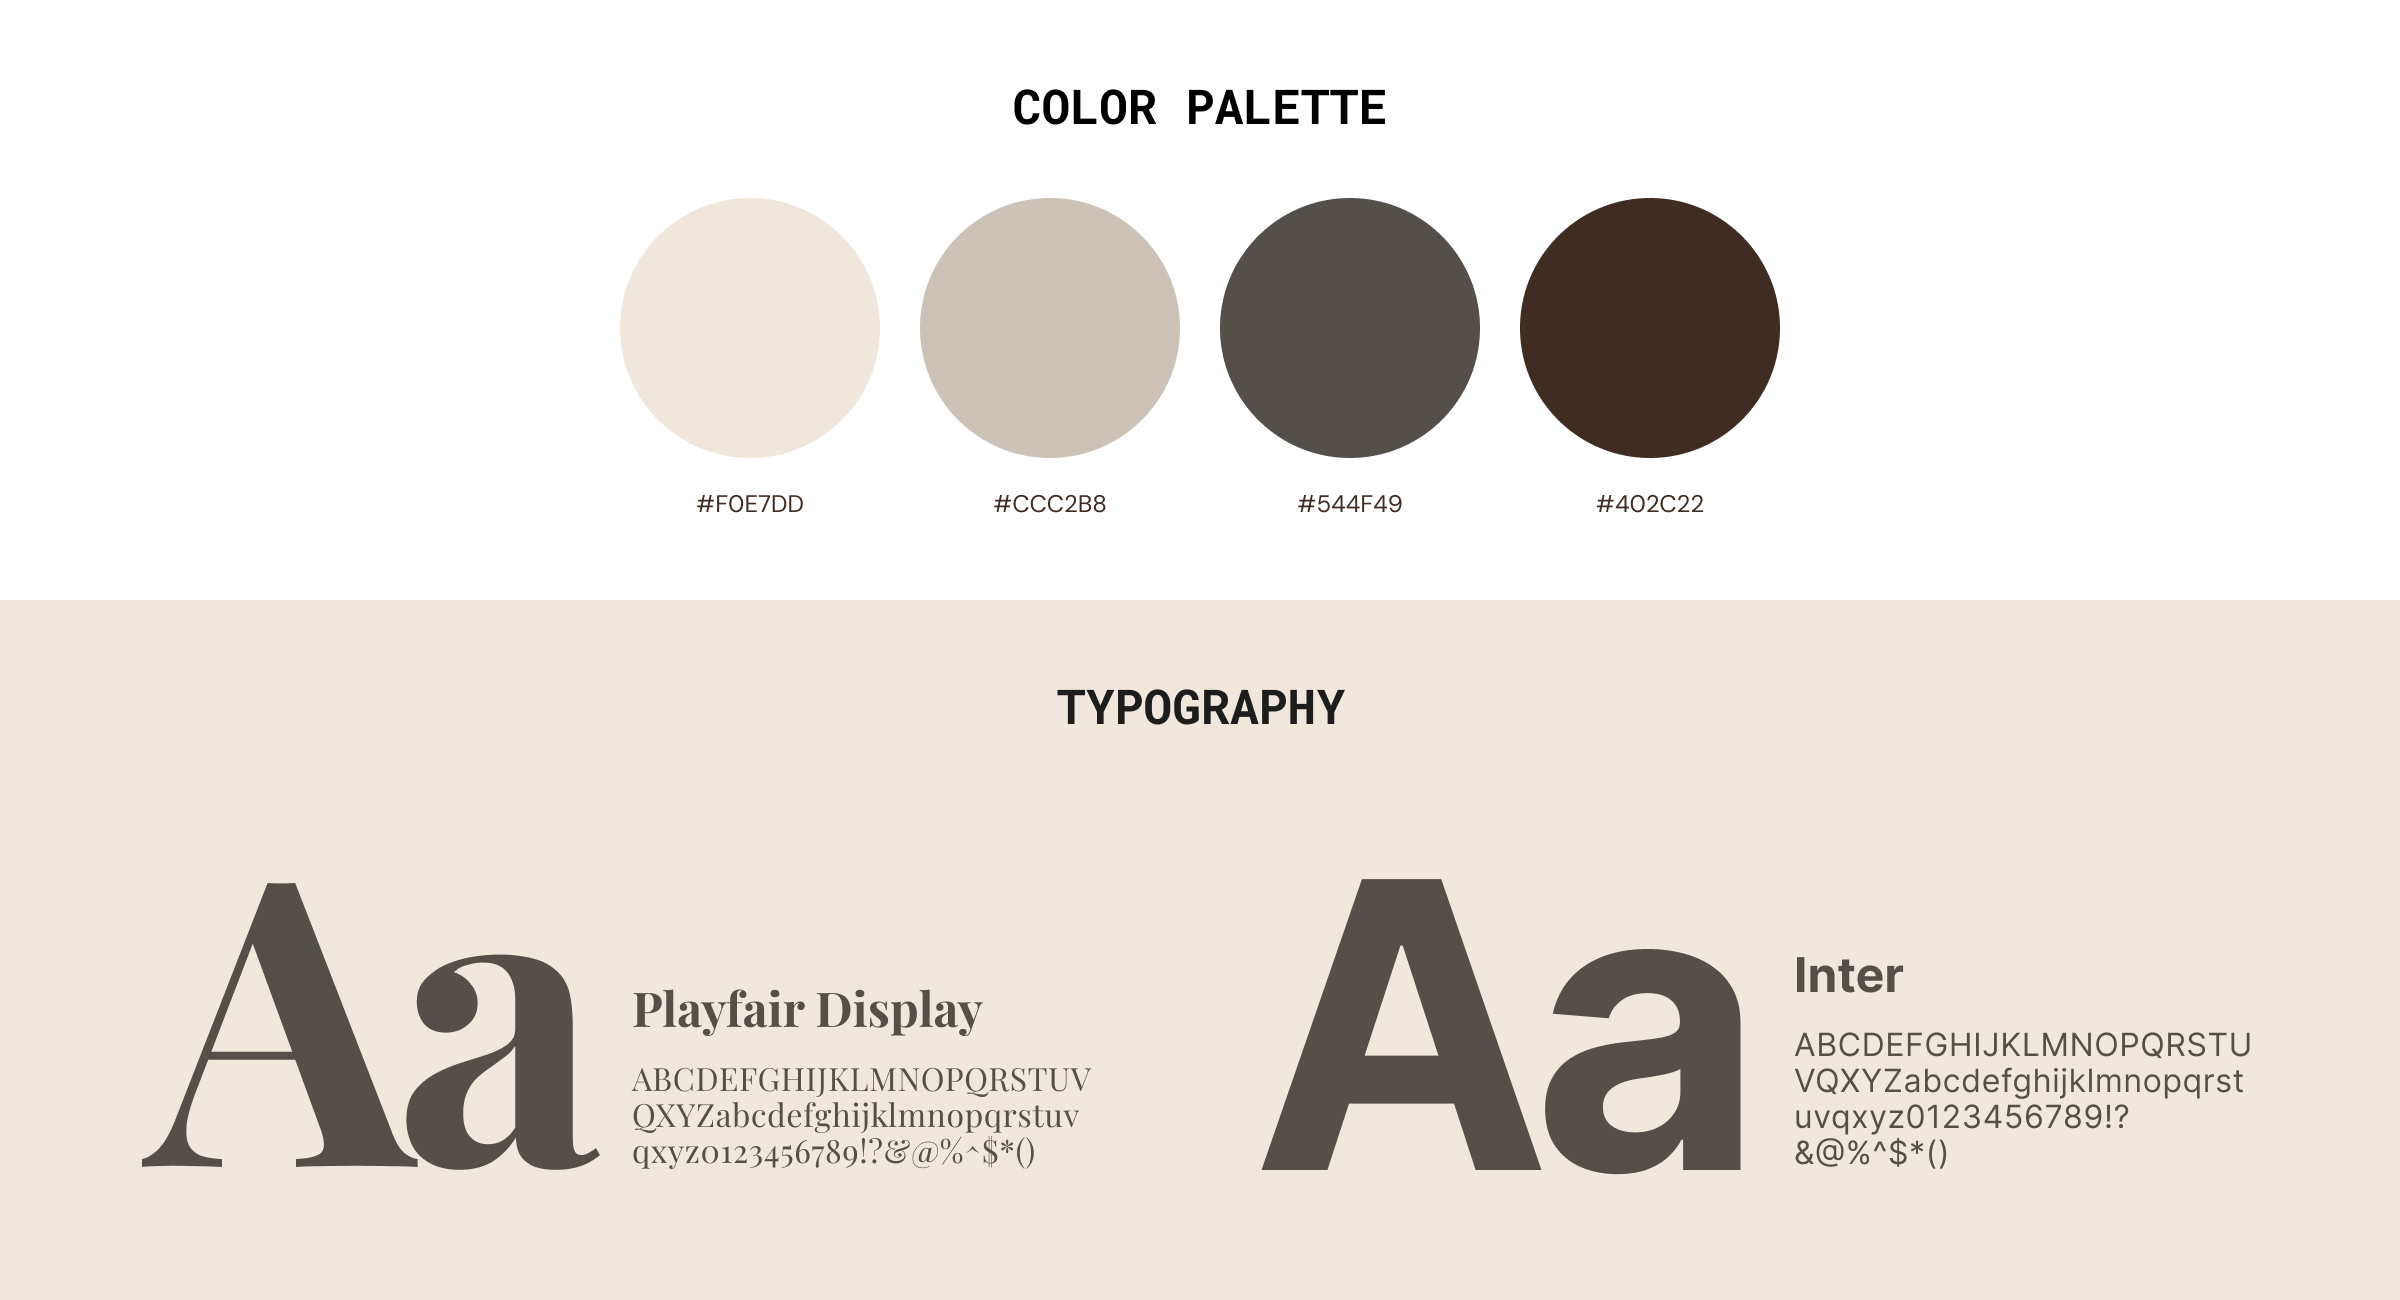 COLOR PALETTE
#F0E7DD
#CCC2B8
#544F49
#402C22
TYPOGRAPHY
Aa
Playfair Display
ABCDEFGHIJKLMNOPQRSTUV
QXYZabcdefghijklmnopqrstuv
qxyz0123456789!?&@%^$*()
Aa
Inter
ABCDEFGHIJKLMNOPQRSTU
VQXYZabcdefghijklmnopqrst
uvqxyz0123456789!?
&@%^$*()